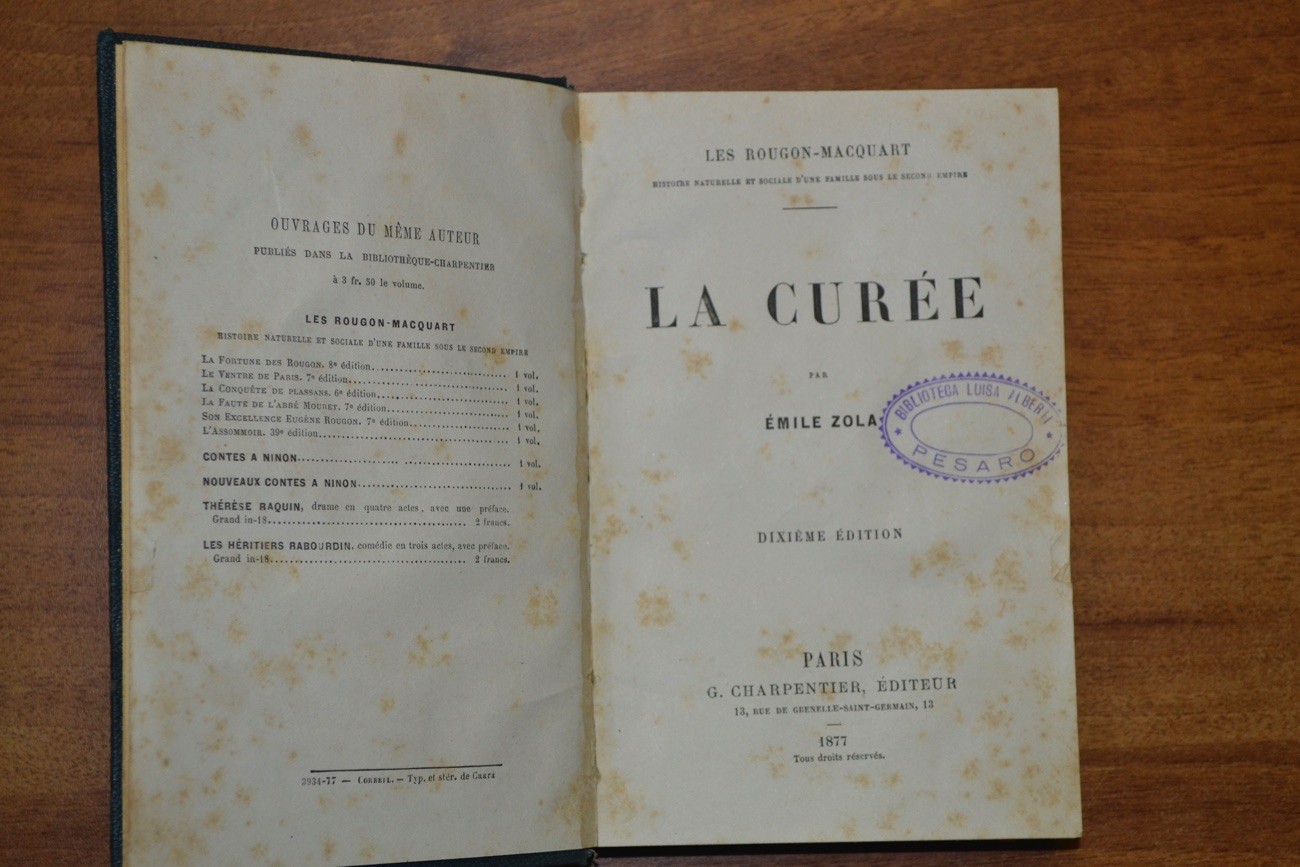 OUVRAGES DU MÊME AUTEUR
PUBLIÉS DANS LA BIBLIOTHÈQUE-CHARPENTIER
à 3 fr. 50 le volume.
LES ROUGON-MACQUART
HISTOIRE NATURELLE ET SOCIALE D'UNE FAMILLE SOUS LE SECOND EMPIRE
LA FORTUNE DES ROUGON. 8e édition.................. 1 vol.
LE VENTRE DE PARIS. 7e édition.................. 1 vol.
LA CONQUÊTE DE PLASSANS. 6e édition.................. 1 vol.
LA FAUTE DE L'ABBÉ MOURET. 7e édition.................. 1 vol.
SON EXCELLENCE EUGÈNE ROUGON. 7e édition.................. 1 vol.
L'ASSOMMOIR. 39e édition.................. 1 vol.
CONTES A NINON.................. 1 vol.
NOUVEAUX CONTES A NINON.................. 1 vol.
THÉRÈSE RAQUIN, drame en quatre actes, avec une préface.
Grand in-18.................. 2 francs.
LES HÉRITIERS RABOURDIN, comédie en trois actes, avec préface.
Grand in-18.................. 2 francs.
3934-77 — CORBEIL. — Typ. et stér. de CRÉTÉ
LES ROUGON-MACQUART
HISTOIRE NATURELLE ET SOCIALE D'UNE FAMILLE SOUS LE SECOND EMPIRE
LA CURÉE
PAR
ÉMILE ZOLA
BIBLIOTECA LUISA ALBERTI
* PESARO *
DIXIÈME ÉDITION
PARIS
G. CHARPENTIER, ÉDITEUR
13, RUE DE GRENELLE-SAINT-GERMAIN, 13
1877
Tous droits réservés.